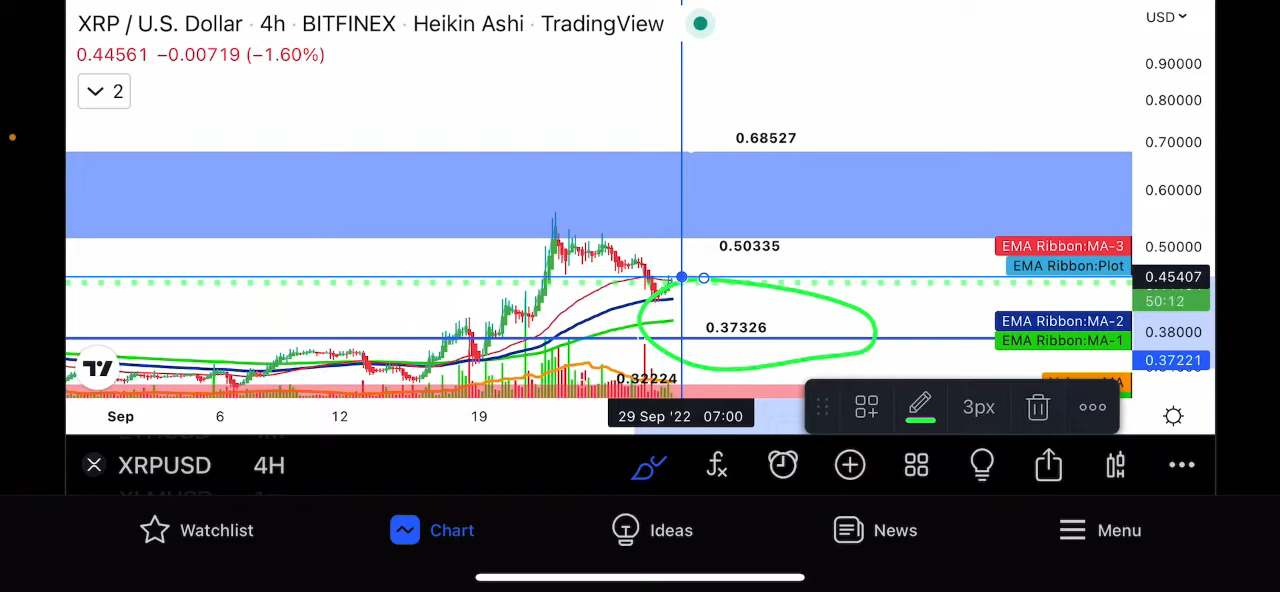 XRP / U.S. Dollar · 4h · BITFINEX · Heikin Ashi · TradingView
USD
0.44561 −0.00719 (−1.60%)
2
0.90000
0.80000
0.70000
0.60000
0.50000
0.68527
0.50335
EMA Ribbon:MA-3
EMA Ribbon:Plot
0.45407
50:12
0.37326
EMA Ribbon:MA-2
0.38000
EMA Ribbon:MA-1
0.37221
0.32224
Sep
6
12
19
29 Sep '22 07:00
3px
XRPUSD 4H
Watchlist
Chart
Ideas
News
Menu